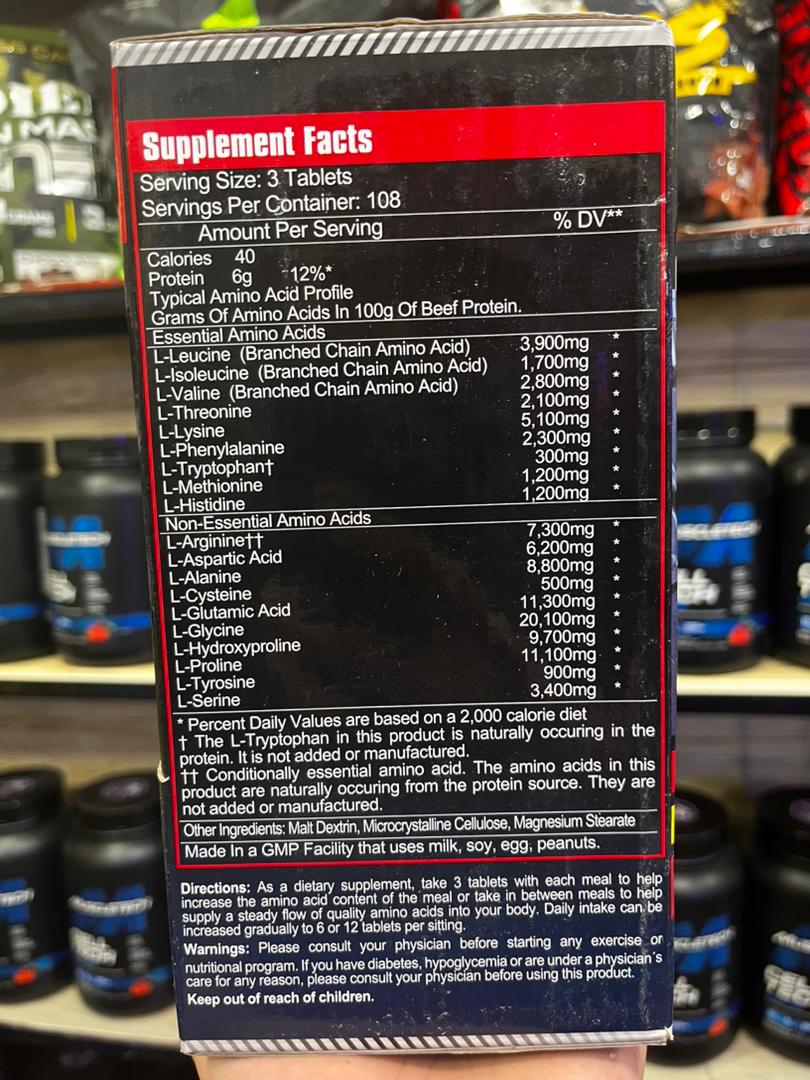 Supplement Facts
Serving Size: 3 Tablets
Servings Per Container: 108
Amount Per Serving % DV**
Calories 40
Protein 6g 12%*
Typical Amino Acid Profile
Grams Of Amino Acids In 100g Of Beef Protein.
Essential Amino Acids
L-Leucine (Branched Chain Amino Acid) 3,900mg *
L-Isoleucine (Branched Chain Amino Acid) 1,700mg *
L-Valine (Branched Chain Amino Acid) 2,800mg *
L-Threonine 2,100mg *
L-Lysine 5,100mg *
L-Phenylalanine 2,300mg *
L-Tryptophan† 300mg *
L-Methionine 1,200mg *
L-Histidine 1,200mg *
Non-Essential Amino Acids
L-Arginine†† 7,300mg *
L-Aspartic Acid 6,200mg *
L-Alanine 8,800mg *
L-Cysteine 500mg *
L-Glutamic Acid 11,300mg *
L-Glycine 20,100mg *
L-Hydroxyproline 9,700mg *
L-Proline 11,100mg *
L-Tyrosine 900mg *
L-Serine 3,400mg *
* Percent Daily Values are based on a 2,000 calorie diet
† The L-Tryptophan in this product is naturally occuring in the
protein. It is not added or manufactured.
†† Conditionally essential amino acid. The amino acids in this
product are naturally occuring from the protein source. They are
not added or manufactured.
Other Ingredients: Malt Dextrin, Microcrystalline Cellulose, Magnesium Stearate
Made In a GMP Facility that uses milk, soy, egg, peanuts.
Directions: As a dietary supplement, take 3 tablets with each meal to help
increase the amino acid content of the meal or take in between meals to help
supply a steady flow of quality amino acids into your body. Daily intake can be
increased gradually to 6 or 12 tablets per sitting.
Warnings: Please consult your physician before starting any exercise or
nutritional program. If you have diabetes, hypoglycemia or are under a physician´s
care for any reason, please consult your physician before using this product.
Keep out of reach of children.